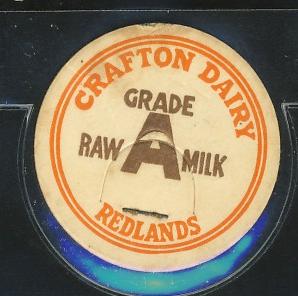 CRAFTON DAIRY
GRADE
A
RAW MILK
REDLANDS